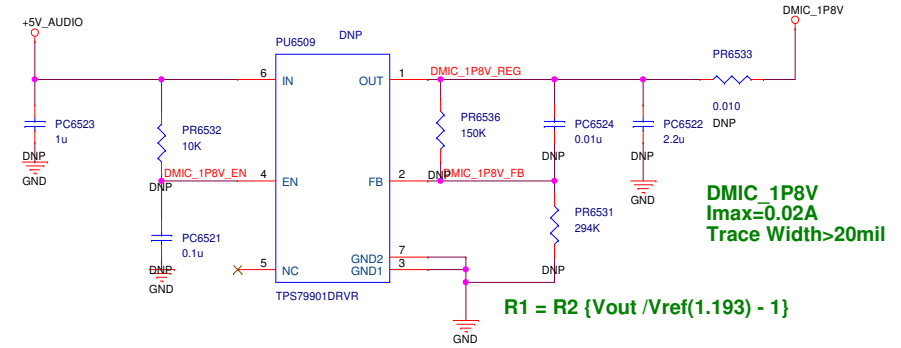 +5V_AUDIO
DMIC_1P8V
PU6509
DNP
6
IN
OUT
1
DMIC_1P8V_REG
PR6533
0.010
DNP
PC6523
1u
DNP
GND
PR6532
10K
DNP
DMIC_1P8V_EN
4
EN
FB
2
DMIC_1P8V_FB
PR6536
150K
DNP
PC6524
0.01u
DNP
PC6522
2.2u
DNP
GND
PR6531
294K
DNP
PC6521
0.1u
DNP
GND
5
NC
GND2
7
GND1
3
TPS79901DRVR
GND
DMIC_1P8V
Imax=0.02A
Trace Width>20mil
R1 = R2 {Vout /Vref(1.193) - 1}